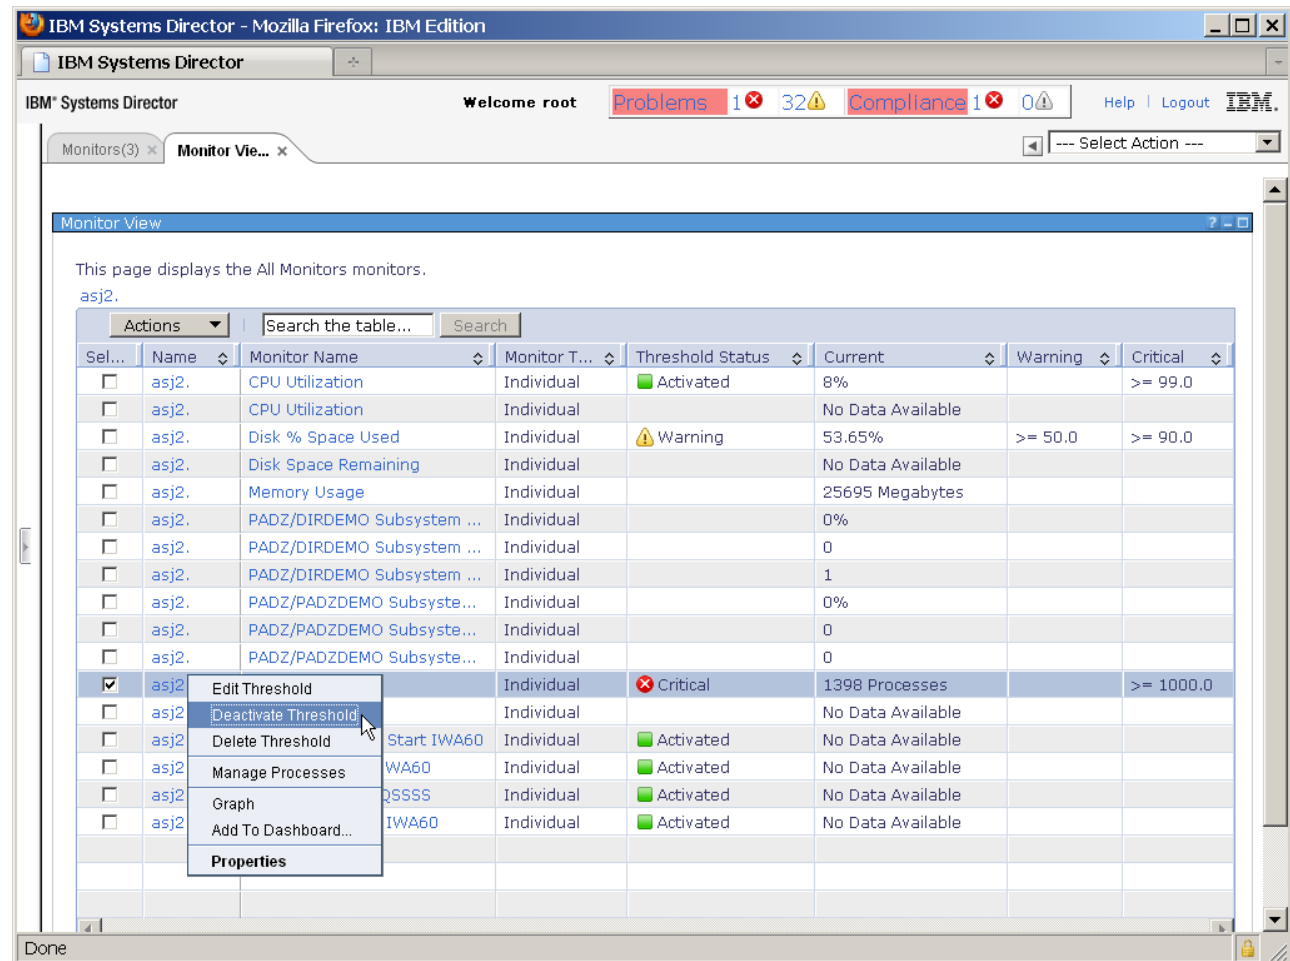 IBM Systems Director - Mozilla Firefox: IBM Edition
IBM Systems Director
IBM® Systems Director Welcome root Problems 1 32 Compliance 1 0 Help | Logout IBM.
Monitors(3) Monitor Vie... --- Select Action ---
Monitor View
This page displays the All Monitors monitors.
asj2.
Actions Search the table... Search
Sel... Name Monitor Name Monitor T... Threshold Status Current Warning Critical
asj2. CPU Utilization Individual Activated 8% >= 99.0
asj2. CPU Utilization Individual No Data Available
asj2. Disk % Space Used Individual Warning 53.65% >= 50.0 >= 90.0
asj2. Disk Space Remaining Individual No Data Available
asj2. Memory Usage Individual 25695 Megabytes
asj2. PADZ/DIRDEMO Subsystem ... Individual 0%
asj2. PADZ/DIRDEMO Subsystem ... Individual 0
asj2. PADZ/DIRDEMO Subsystem ... Individual 1
asj2. PADZ/PADZDEMO Subsyste... Individual 0%
asj2. PADZ/PADZDEMO Subsyste... Individual 0
asj2. PADZ/PADZDEMO Subsyste... Individual 0
asj2 Individual Critical 1398 Processes >= 1000.0
asj2 Individual No Data Available
asj2 Start IWA60 Individual Activated No Data Available
asj2 WA60 Individual Activated No Data Available
asj2 QSSSS Individual Activated No Data Available
asj2 IWA60 Individual Activated No Data Available
Edit Threshold
Deactivate Threshold
Delete Threshold
Manage Processes
Graph
Add To Dashboard...
Properties
Done